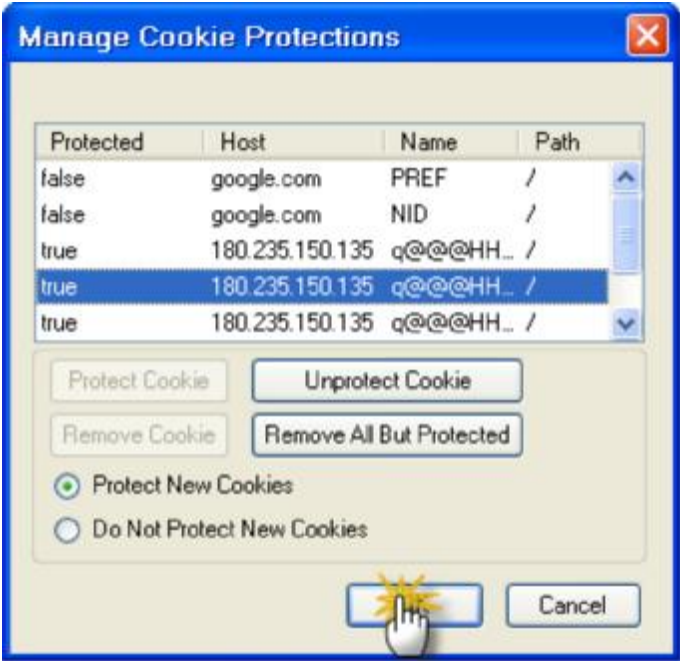 Manage Cookie Protections
Protected Host Name Path
false google.com PREF /
false google.com NID /
true 180.235.150.135 q@@@HH... /
true 180.235.150.135 q@@@HH... /
true 180.235.150.135 q@@@HH... /
Protect Cookie Unprotect Cookie
Remove Cookie Remove All But Protected
Protect New Cookies
Do Not Protect New Cookies
Cancel